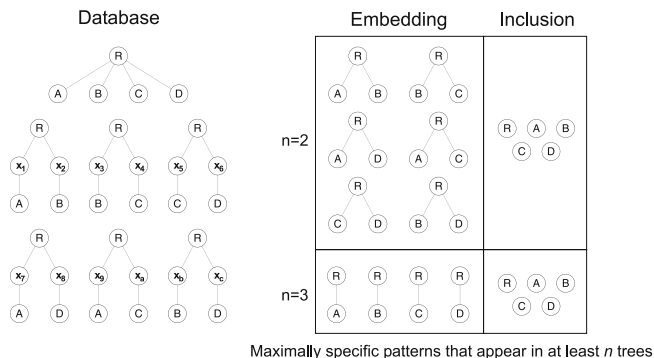 Database
R
A B C D
R R R
x1 x2 x3 x4 x5 x6
A B B C C D
R R R
x7 x8 x9 xa xb xc
A D A C B D
Embedding Inclusion
n=2
R R
A B B C
R R
A D A C
R R
C D B D
R A B
C D
n=3
R R R R
A B C D
R A B
C D
Maximally specific patterns that appear in at least n trees